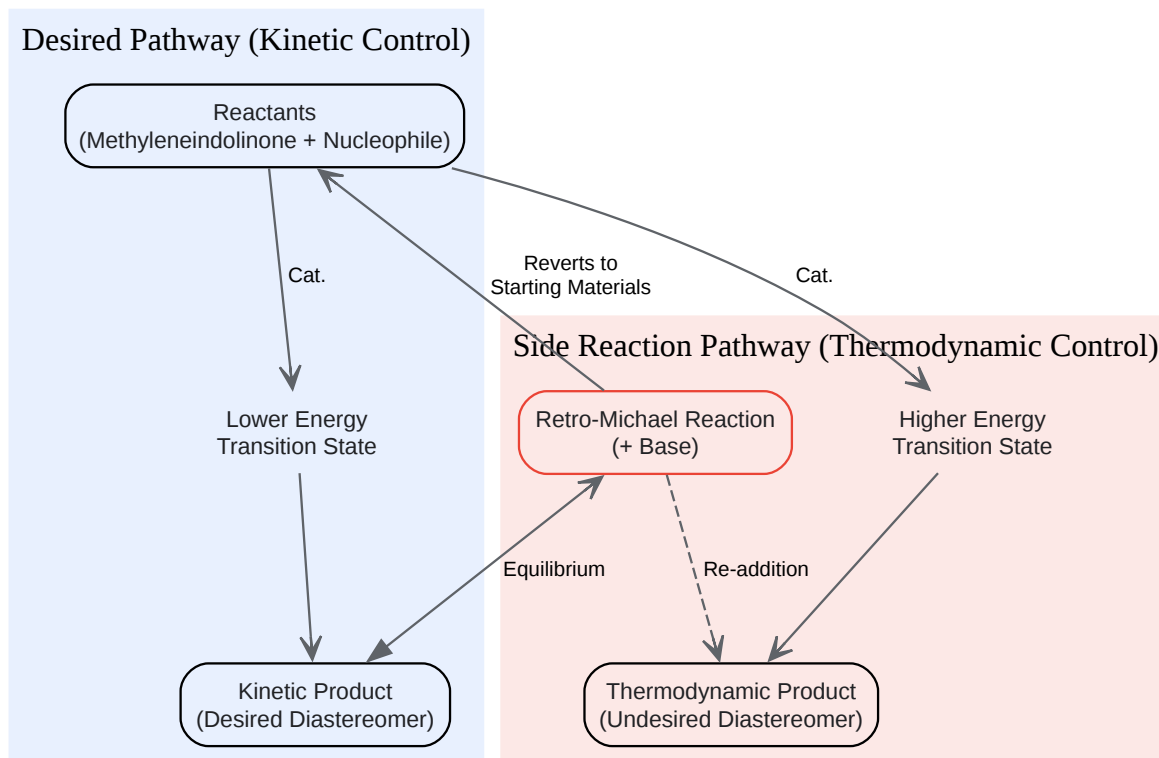 Desired Pathway (Kinetic Control)
Reactants
(Methyleneindolinone + Nucleophile)
Cat.
Reverts to
Starting Materials
Cat.
Side Reaction Pathway (Thermodynamic Control)
Lower Energy
Transition State
Retro-Michael Reaction
(+ Base)
Higher Energy
Transition State
Equilibrium
Re-addition
Kinetic Product
(Desired Diastereomer)
Thermodynamic Product
(Undesired Diastereomer)